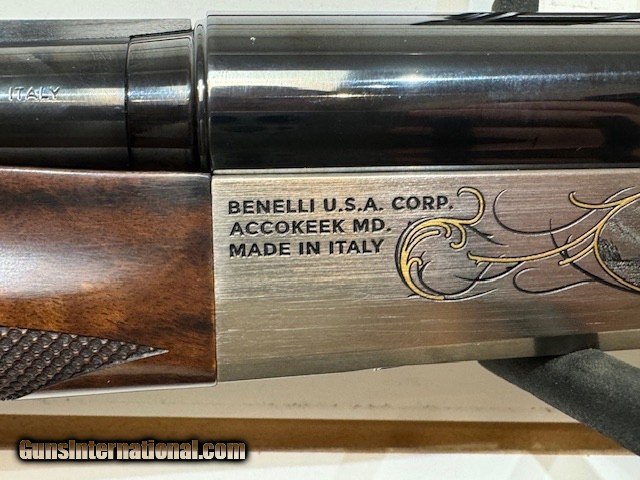 ITALY
BENELLI U.S.A. CORP.
ACCOKEEK MD.
MADE IN ITALY
GunsInternational.com